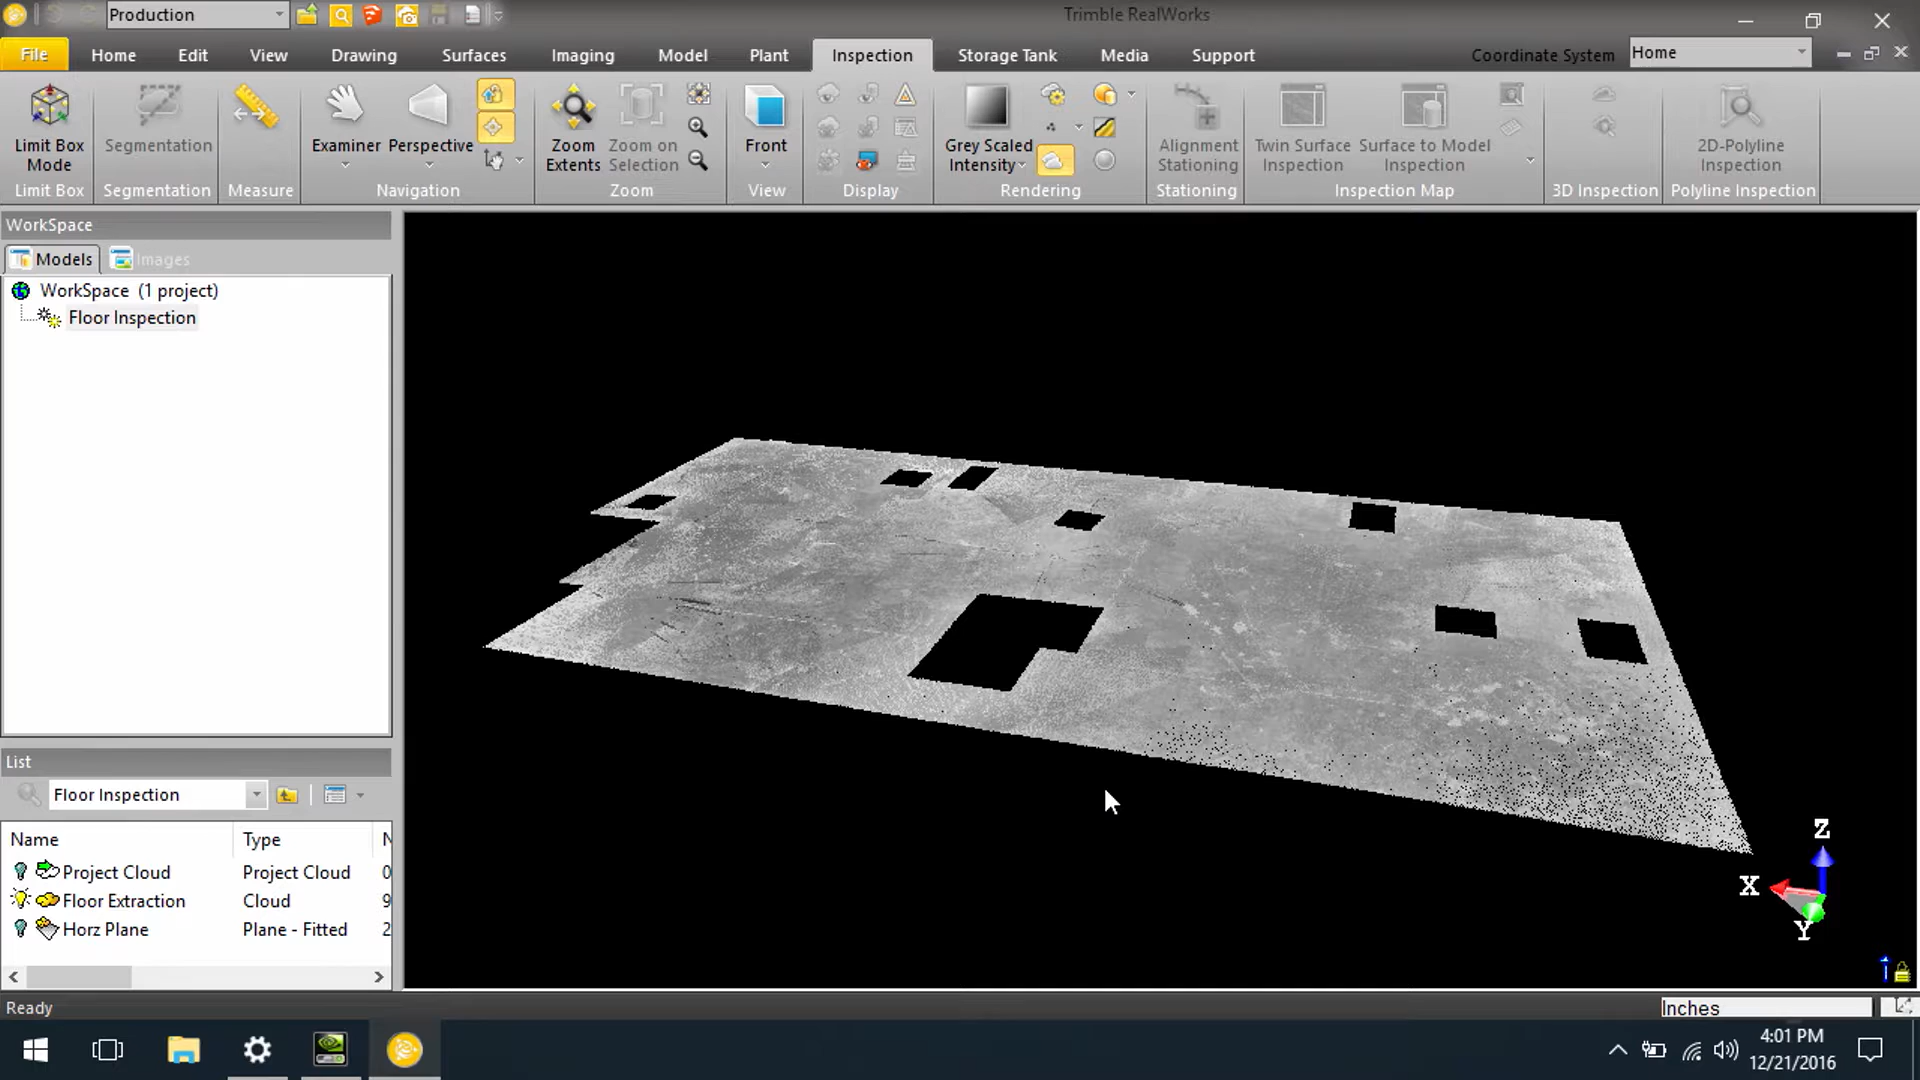 Production
Trimble RealWorks
File
Home
Edit
View
Drawing
Surfaces
Imaging
Model
Plant
Inspection
Storage Tank
Media
Support
Coordinate System
Home
Limit Box
Mode
Segmentation
Examiner
Perspective
Zoom
Extents
Zoom on
Selection
Front
Grey Scaled
Intensity
Alignment
Stationing
Twin Surface
Inspection
Surface to Model
Inspection
2D-Polyline
Inspection
Limit Box
Segmentation
Measure
Navigation
Zoom
View
Display
Rendering
Stationing
Inspection Map
3D Inspection
Polyline Inspection
WorkSpace
Models
Images
WorkSpace (1 project)
Floor Inspection
List
Floor Inspection
Name
Type
N
Project Cloud
Project Cloud
0
Floor Extraction
Cloud
9
Horz Plane
Plane - Fitted
2
Z
X
Y
1
Ready
Inches
4:01 PM
12/21/2016